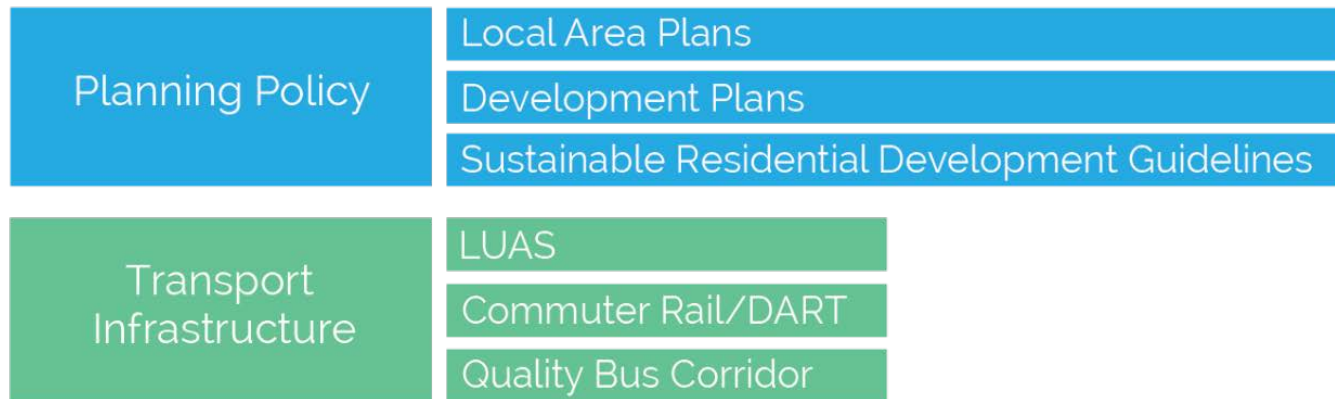 Planning Policy
Local Area Plans
Development Plans
Sustainable Residential Development Guidelines
Transport
Infrastructure
LUAS
Commuter Rail/DART
Quality Bus Corridor